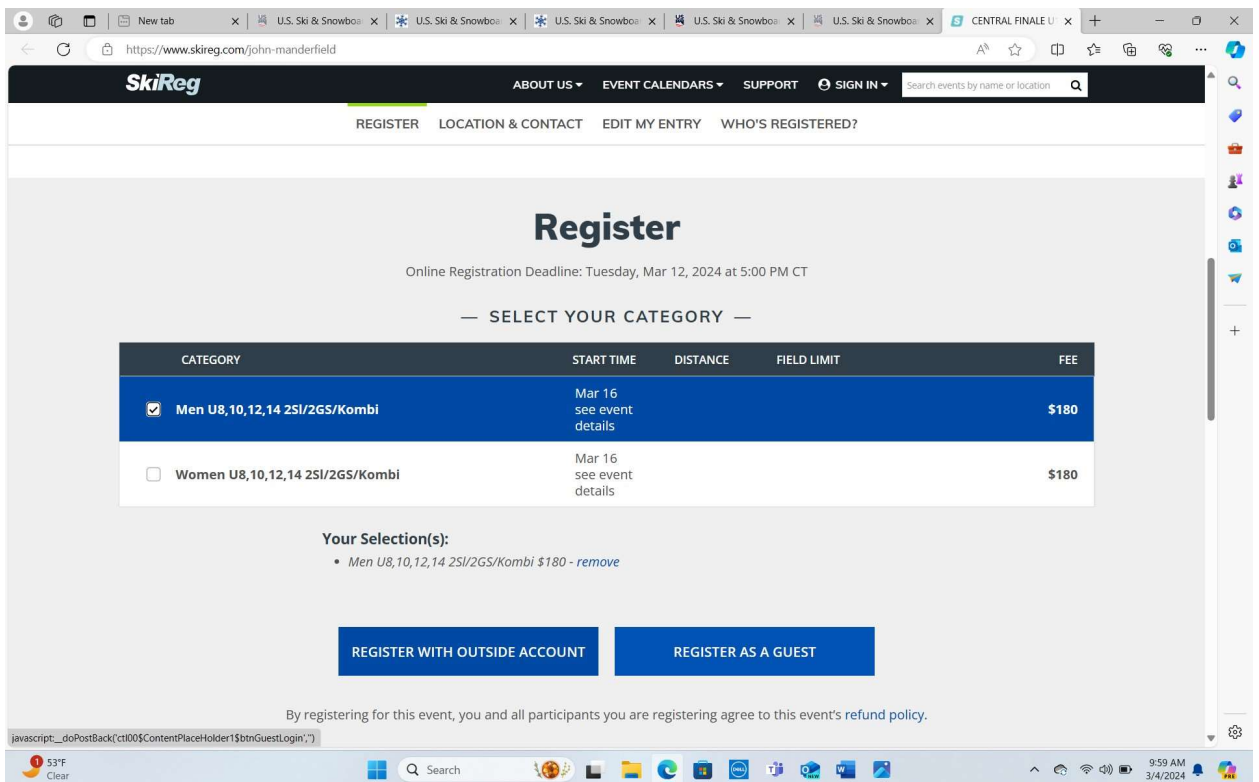 New tab
U.S. Ski & Snowboa
U.S. Ski & Snowboa
U.S. Ski & Snowboa
U.S. Ski & Snowboa
U.S. Ski & Snowboa
CENTRAL FINALE U
https://www.skireg.com/john-manderfield
SkiReg
ABOUT US EVENT CALENDARS SUPPORT SIGN IN Search events by name or location
REGISTER LOCATION & CONTACT EDIT MY ENTRY WHO'S REGISTERED?
Register
Online Registration Deadline: Tuesday, Mar 12, 2024 at 5:00 PM CT
— SELECT YOUR CATEGORY —
CATEGORY START TIME DISTANCE FIELD LIMIT FEE
Men U8,10,12,14 2Sl/2GS/Kombi
Mar 16
see event
details
$180
Women U8,10,12,14 2Sl/2GS/Kombi
Mar 16
see event
details
$180
Your Selection(s):
• Men U8,10,12,14 2Sl/2GS/Kombi $180 - remove
REGISTER WITH OUTSIDE ACCOUNT
REGISTER AS A GUEST
By registering for this event, you and all participants you are registering agree to this event's refund policy.
javascript:__doPostBack('ctl00$ContentPlaceHolder1$btnGuestLogin','')
1 53°F
Clear
Search
DELL
NEW
9:59 AM
3/4/2024
PRE